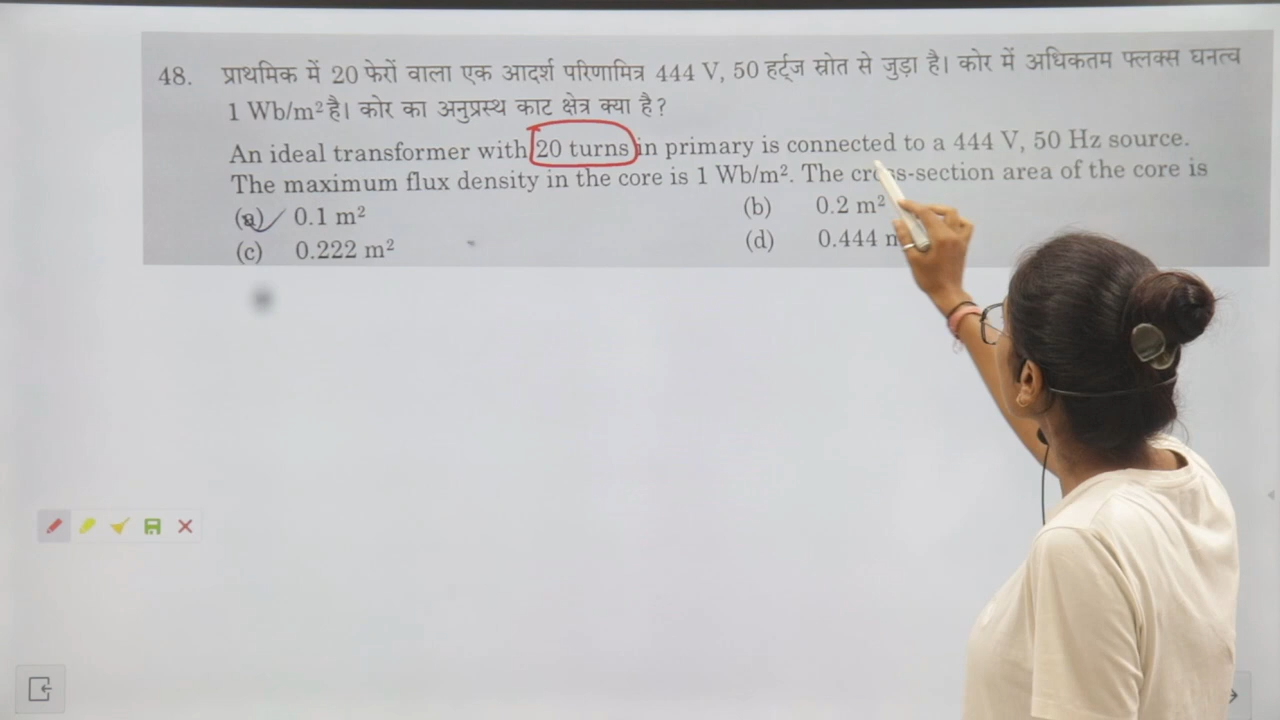 48. प्राथमिक में 20 फेरों वाला एक आदर्श परिणामित्र 444 V, 50 हर्ट्ज स्रोत से जुड़ा है। कोर में अधिकतम फ्लक्स घनत्व
1 Wb/m² है। कोर का अनुप्रस्थ काट क्षेत्र क्या है?
An ideal transformer with 20 turns in primary is connected to a 444 V, 50 Hz source.
The maximum flux density in the core is 1 Wb/m². The cross-section area of the core is
(a) 0.1 m² (b) 0.2 m²
(c) 0.222 m² (d) 0.444